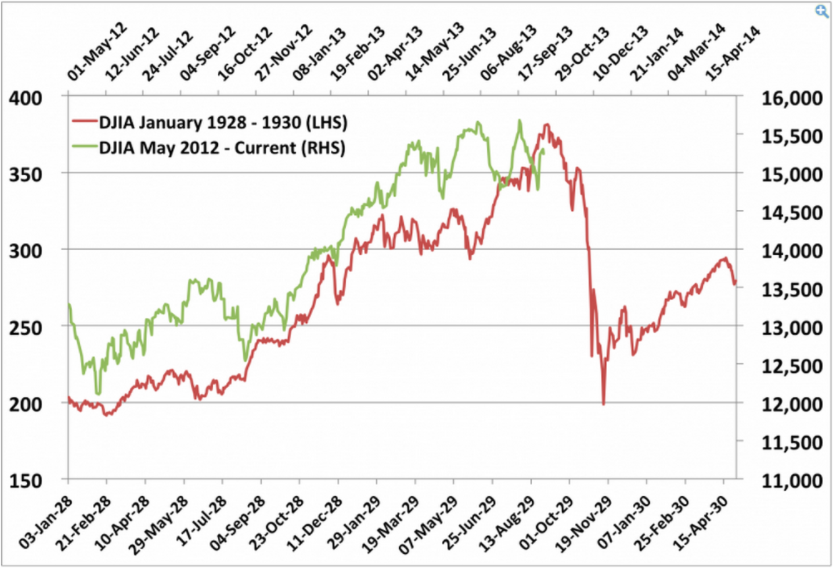 01-May-12
12-Jun-12
24-Jul-12
04-Sep-12
16-Oct-12
27-Nov-12
08-Jan-13
19-Feb-13
02-Apr-13
14-May-13
25-Jun-13
06-Aug-13
17-Sep-13
29-Oct-13
10-Dec-13
21-Jan-14
04-Mar-14
15-Apr-14
400
350
300
250
200
150
DJIA January 1928 - 1930 (LHS)
DJIA May 2012 - Current (RHS)
16,000
15,500
15,000
14,500
14,000
13,500
13,000
12,500
12,000
11,500
11,000
03-Jan-28
21-Feb-28
10-Apr-28
29-May-28
17-Jul-28
04-Sep-28
23-Oct-28
11-Dec-28
29-Jan-29
19-Mar-29
07-May-29
25-Jun-29
13-Aug-29
01-Oct-29
19-Nov-29
07-Jan-30
25-Feb-30
15-Apr-30